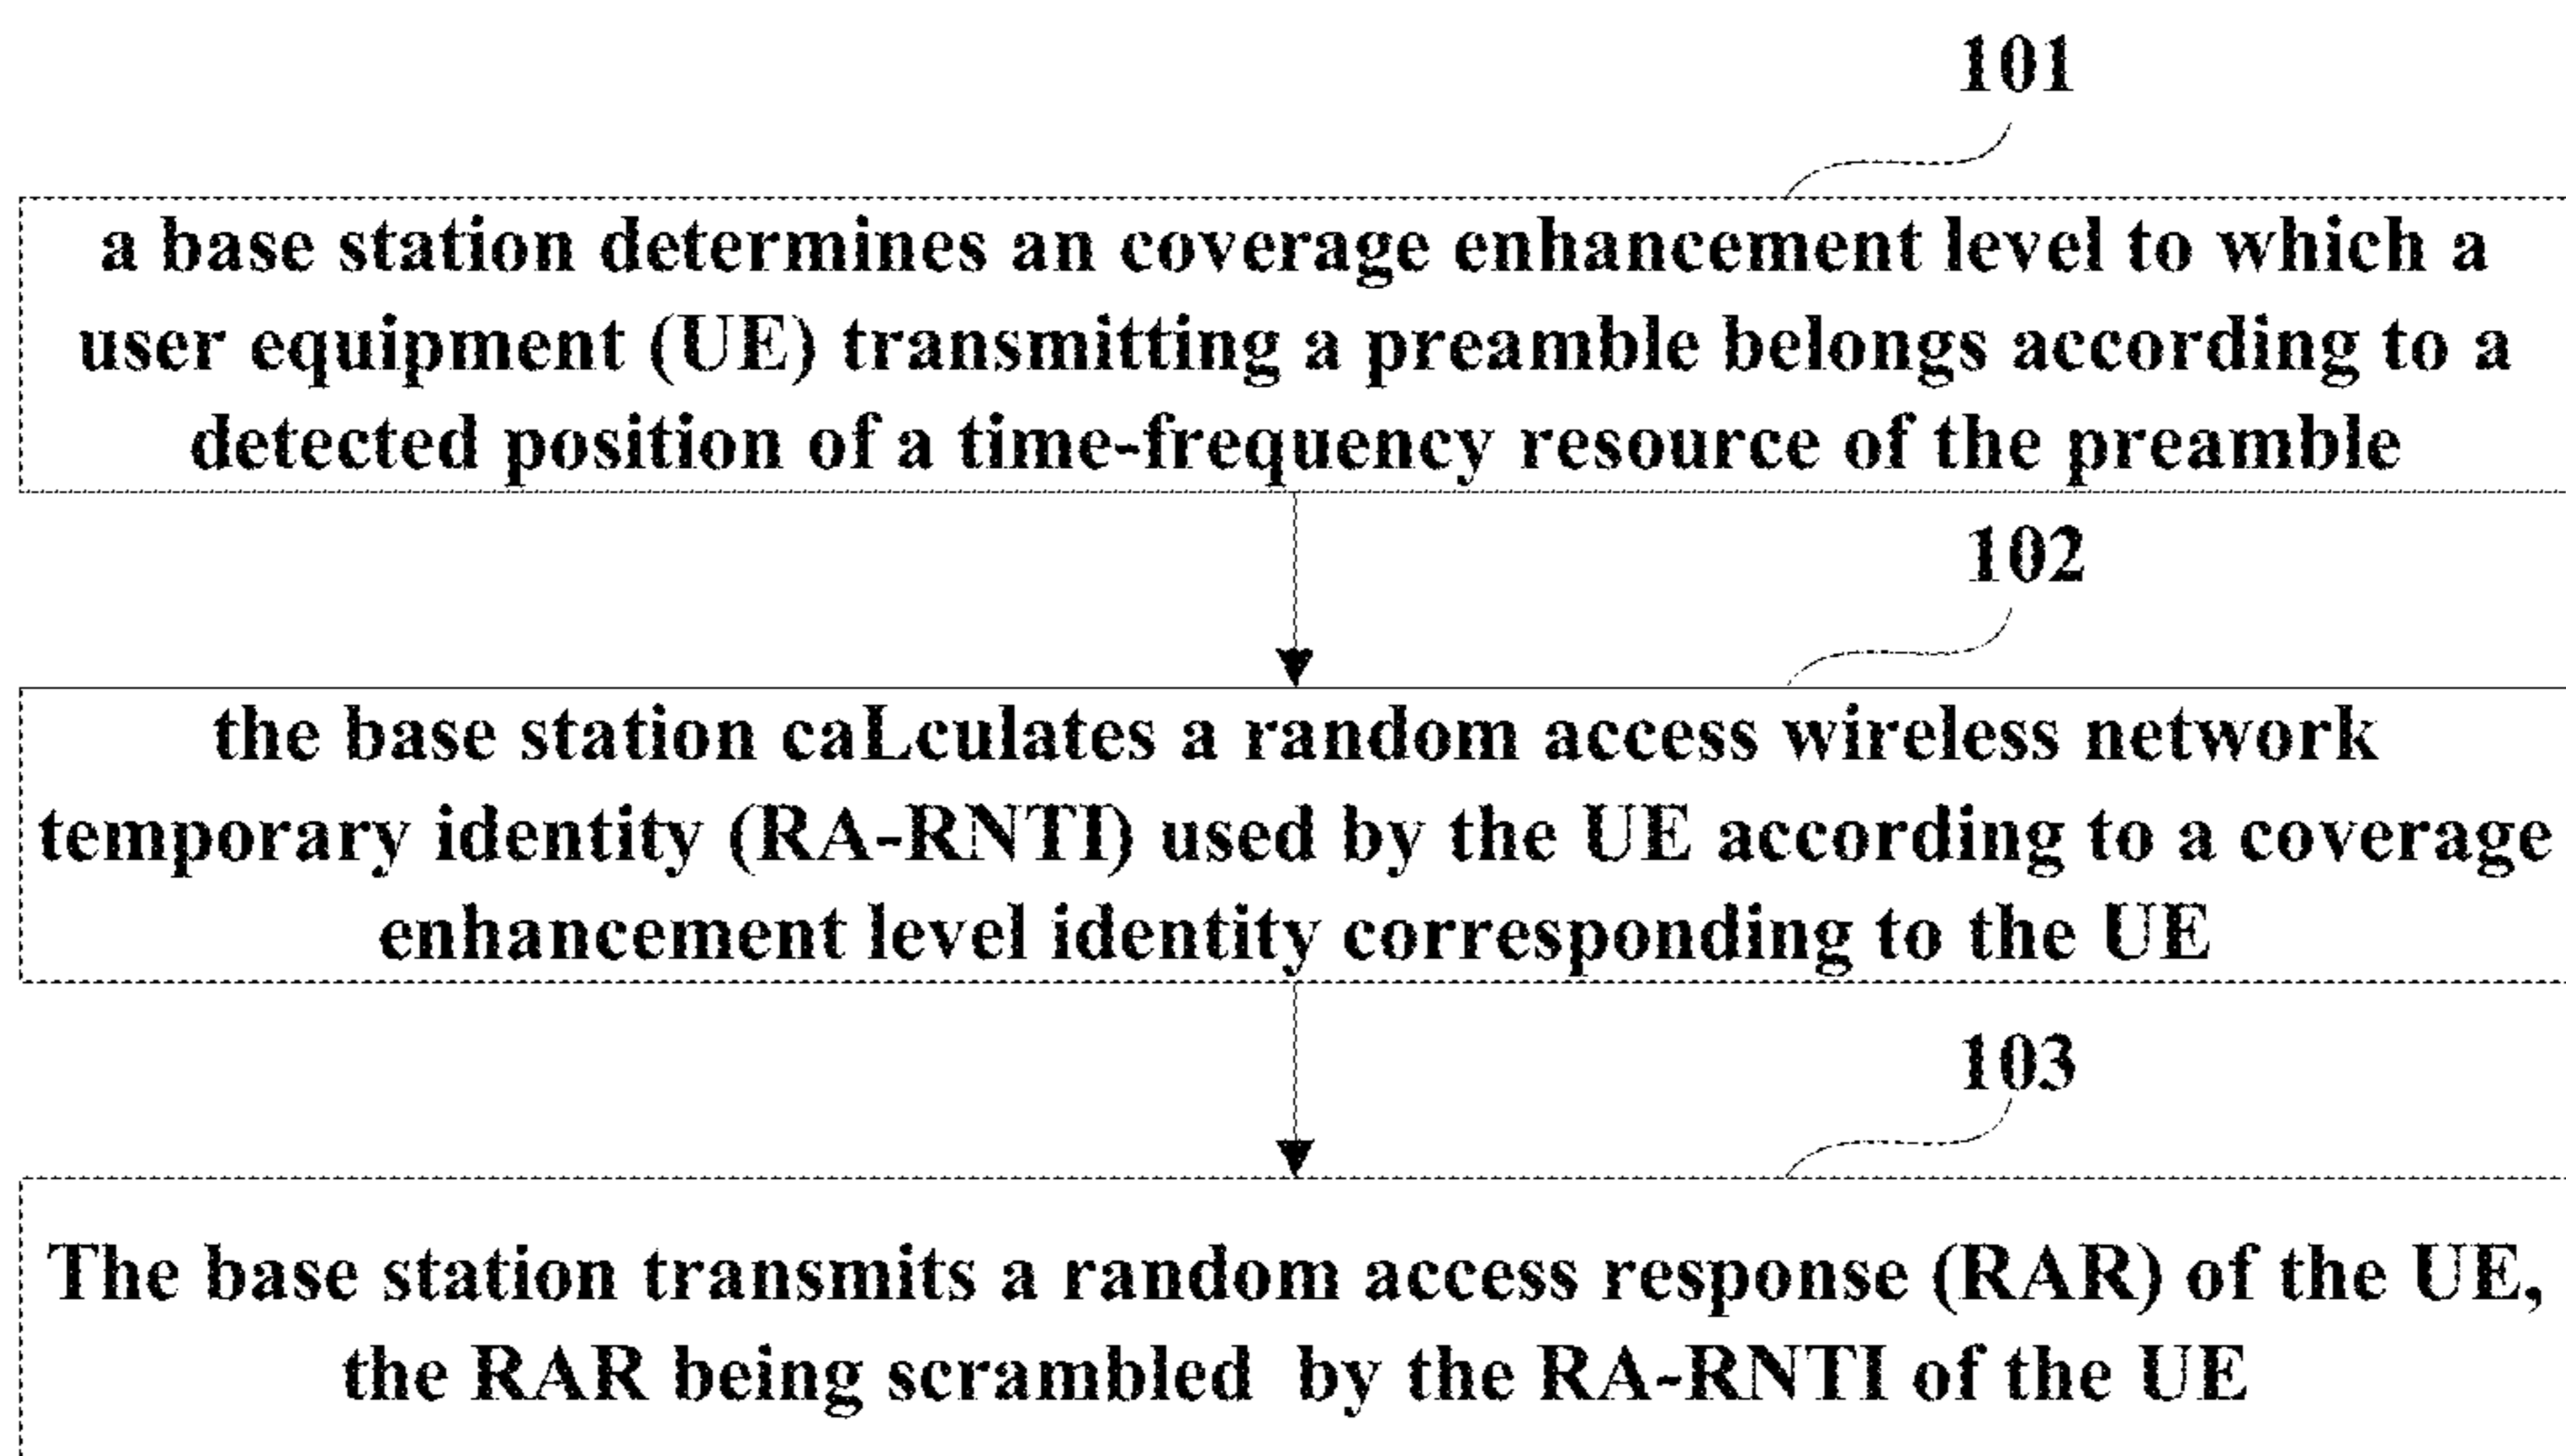 101
a base station determines an coverage enhancement level to which a
user equipment (UE) transmitting a preamble belongs according to a
detected position of a time-frequency resource of the preamble
102
the base station caLculates a random access wireless network
temporary identity (RA-RNTI) used by the UE according to a coverage
enhancement level identity corresponding to the UE
103
The base station transmits a random access response (RAR) of the UE,
the RAR being scrambled by the RA-RNTI of the UE